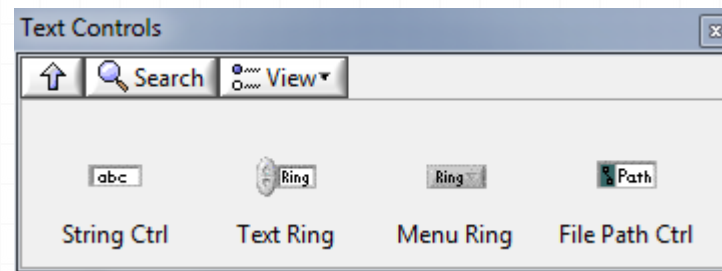 Text Controls
Search View
abc Ring Ring Path
String Ctrl Text Ring Menu Ring File Path Ctrl